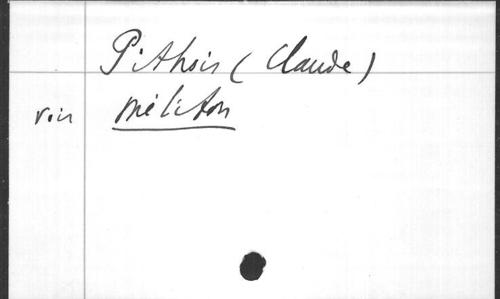 Pithois (Claude)
voir Méliton